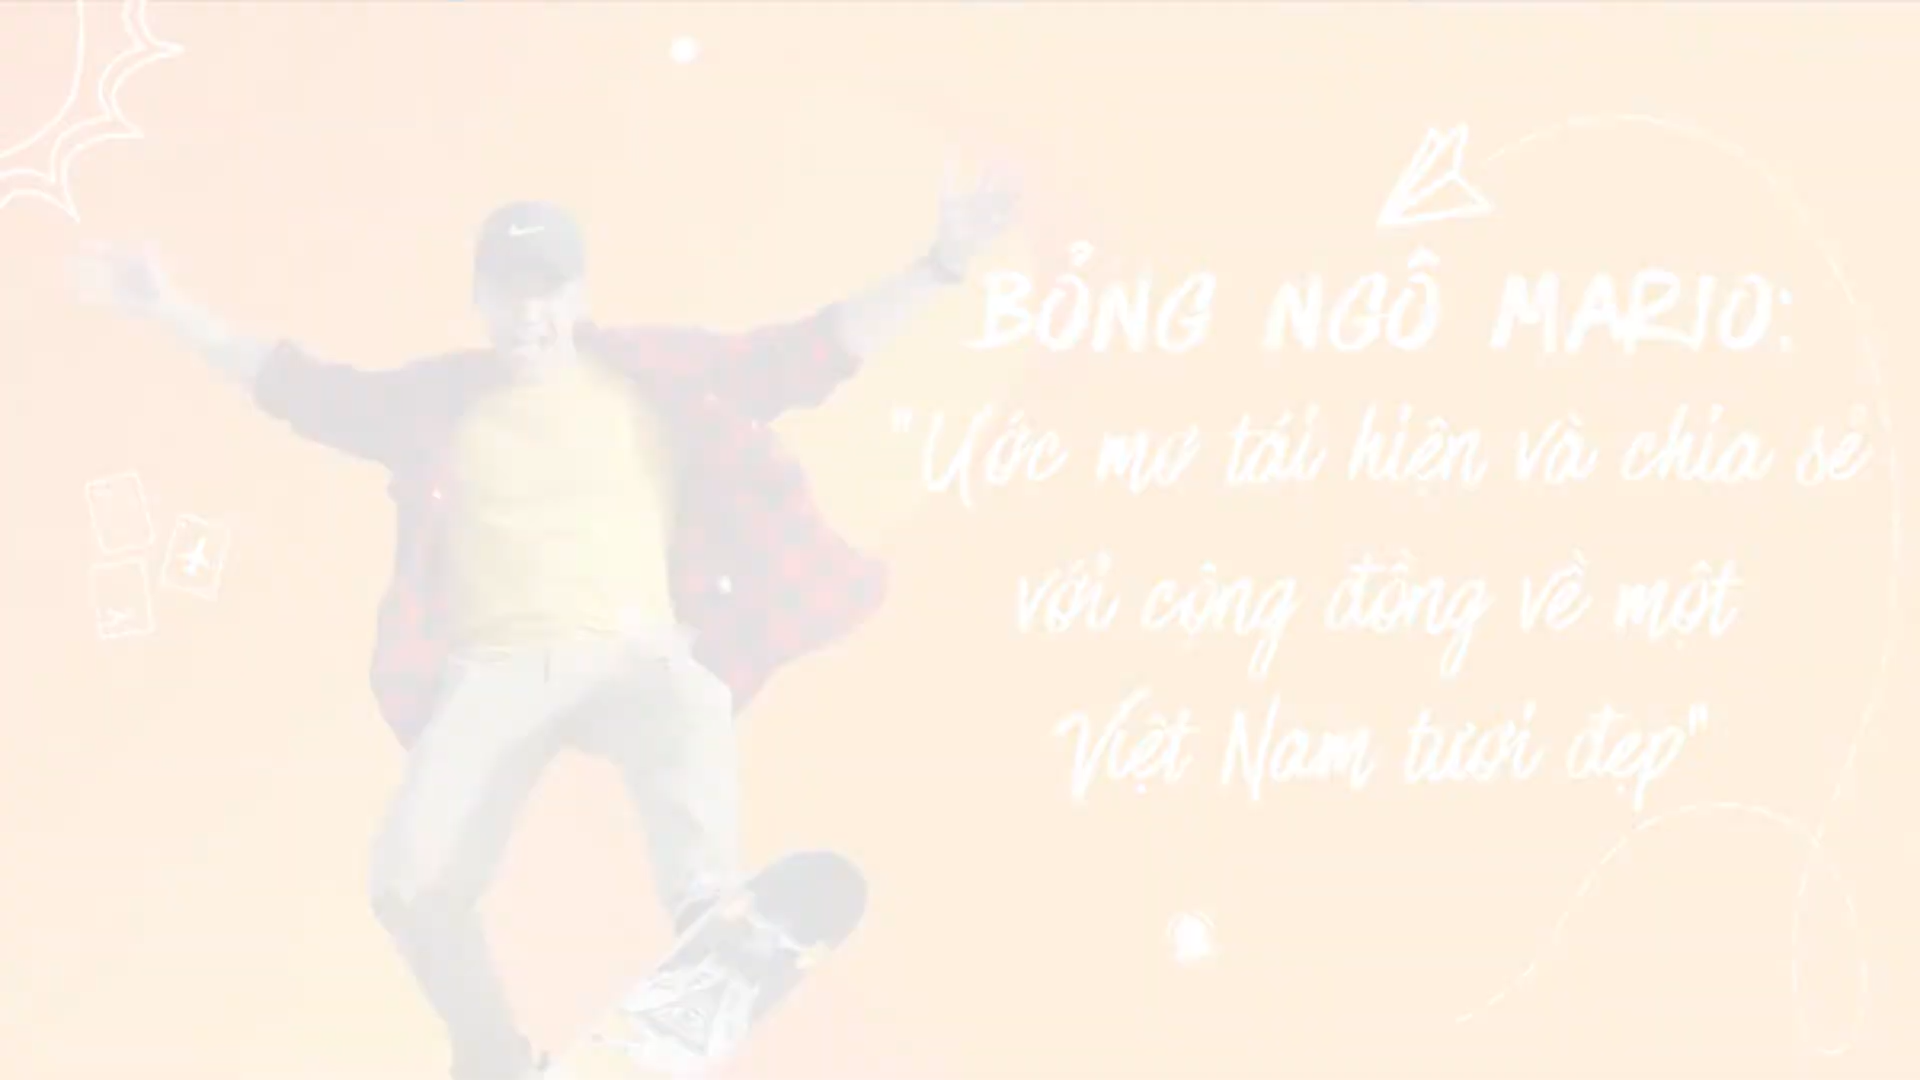 BỎNG NGÔ MARIO:
"Ước mơ tái hiện và chia sẻ
với cộng đồng về một
Việt Nam tươi đẹp"